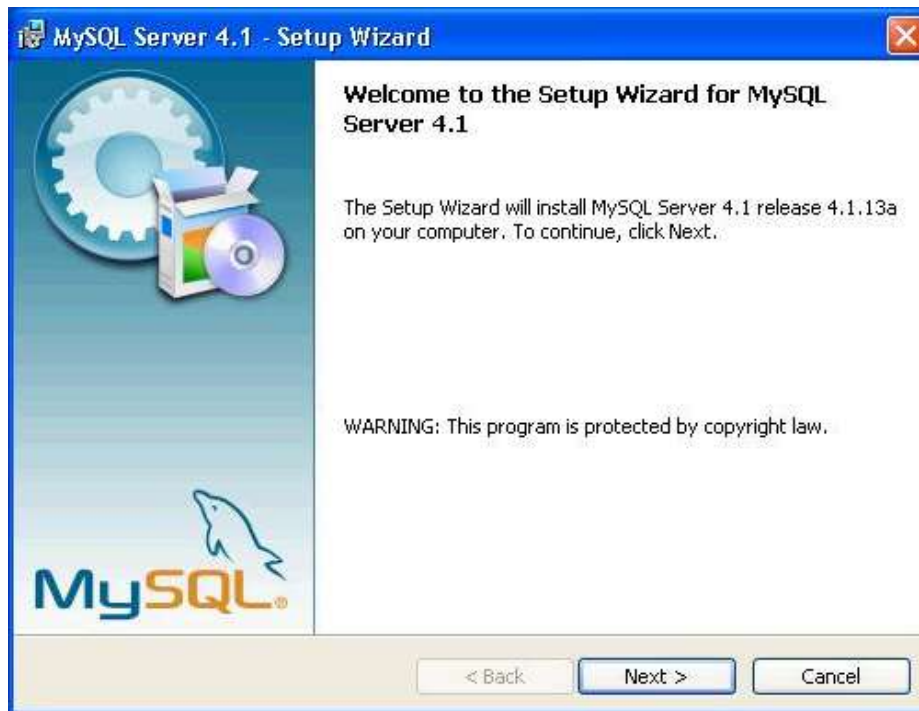 MySQL Server 4.1 - Setup Wizard
Welcome to the Setup Wizard for MySQL
Server 4.1
The Setup Wizard will install MySQL Server 4.1 release 4.1.13a
on your computer. To continue, click Next.
WARNING: This program is protected by copyright law.
MySQL®
< Back
Next >
Cancel